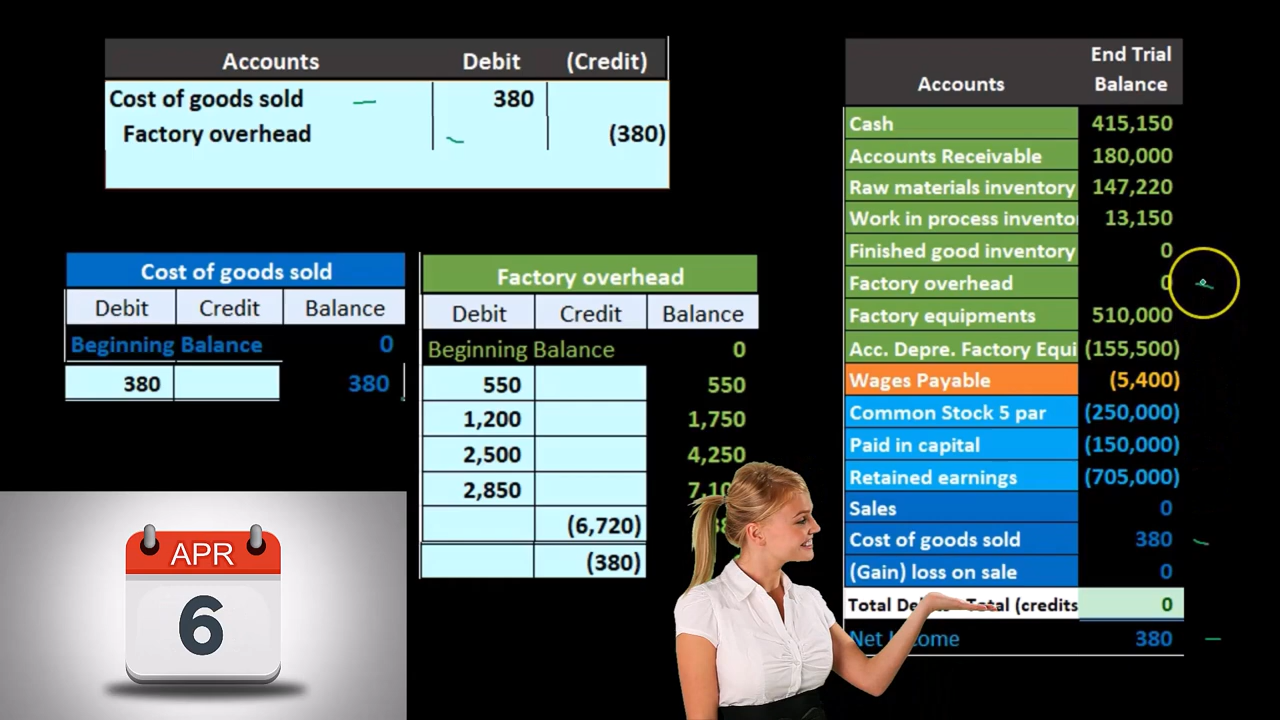 Accounts Debit (Credit)
Cost of goods sold 380
Factory overhead (380)
Cost of goods sold
Debit Credit Balance
Beginning Balance 0
380 380
Factory overhead
Debit Credit Balance
Beginning Balance 0
550 550
1,200 1,750
2,500 4,250
2,850
(6,720)
(380)
APR
6
End Trial
Accounts Balance
Cash 415,150
Accounts Receivable 180,000
Raw materials inventory 147,220
Work in process invento 13,150
Finished good inventory 0
Factory overhead 0
Factory equipments 510,000
Acc. Depre. Factory Equi (155,500)
Wages Payable (5,400)
Common Stock 5 par (250,000)
Paid in capital (150,000)
Retained earnings (705,000)
Sales 0
Cost of goods sold 380
(Gain) loss on sale 0
Total (credits 0
Net 380